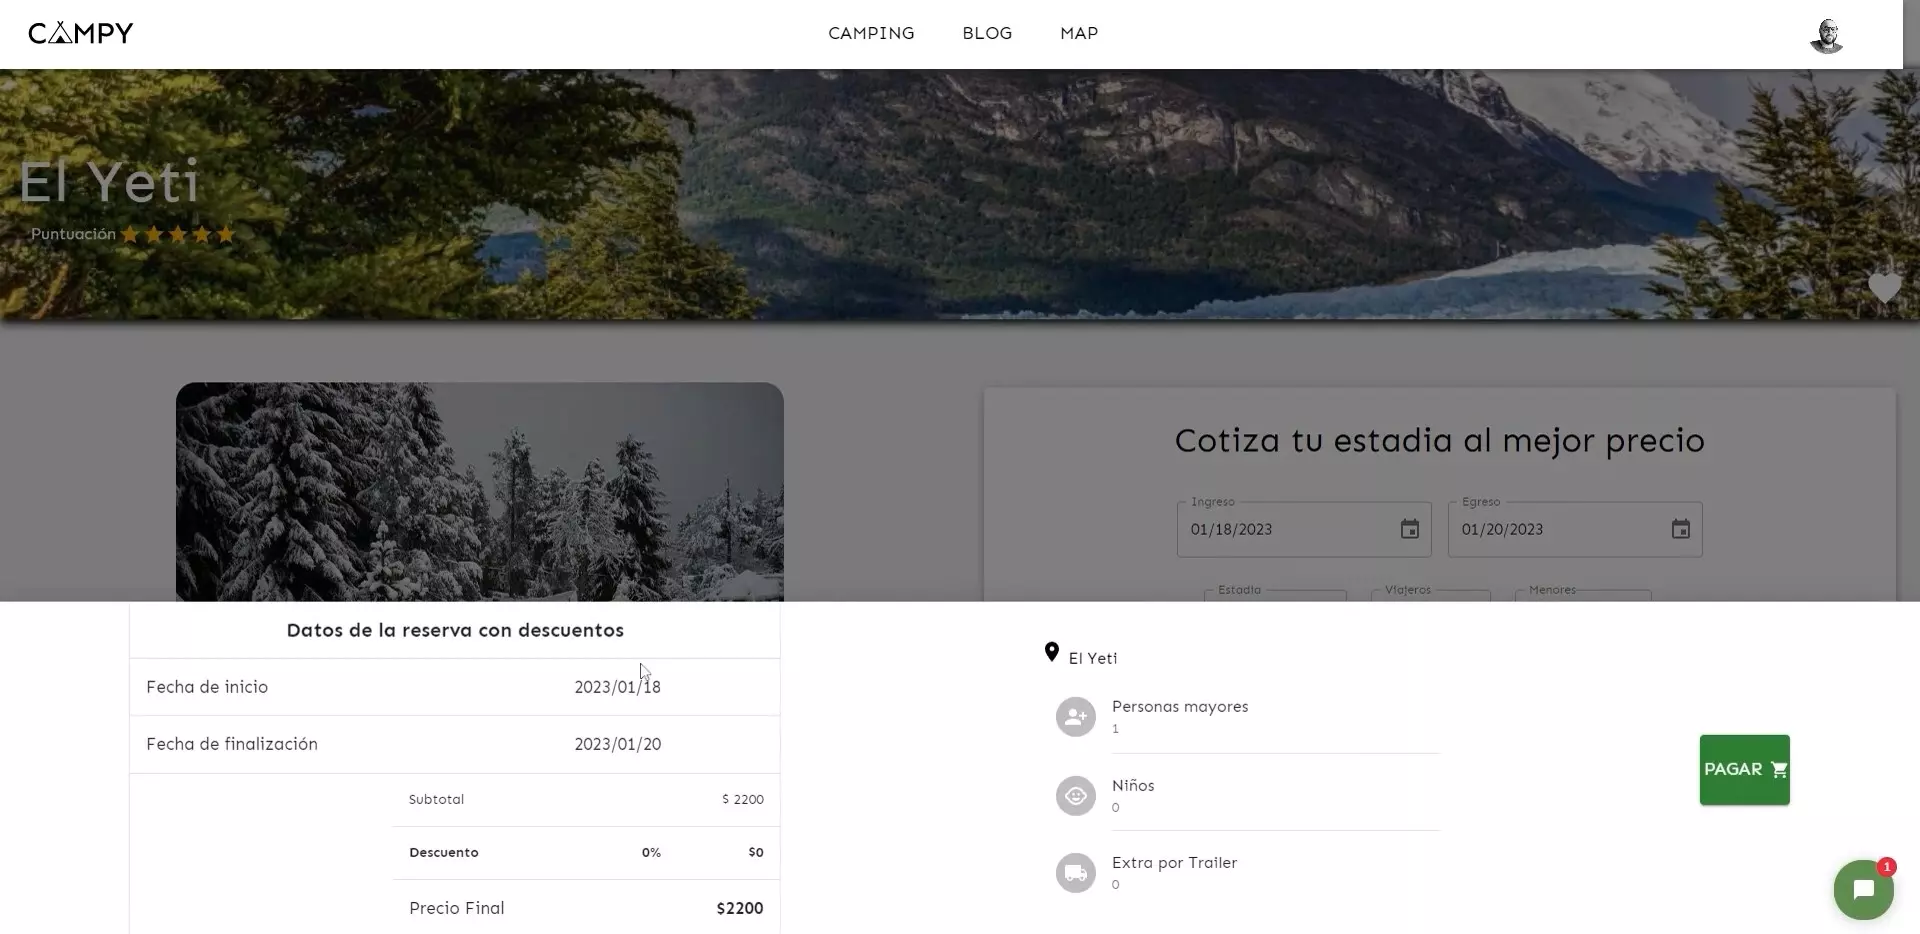 CAMPY
CAMPING BLOG MAP
El Yeti
Puntuación
Cotiza tu estadia al mejor precio
Ingreso
01/18/2023
Egreso
01/20/2023
Estadia Viajeros Menores
Datos de la reserva con descuentos
Fecha de inicio 2023/01/18
Fecha de finalización 2023/01/20
Subtotal $ 2200
Descuento 0% $0
Precio Final $2200
El Yeti
Personas mayores
1
Niños
0
Extra por Trailer
0
PAGAR
1